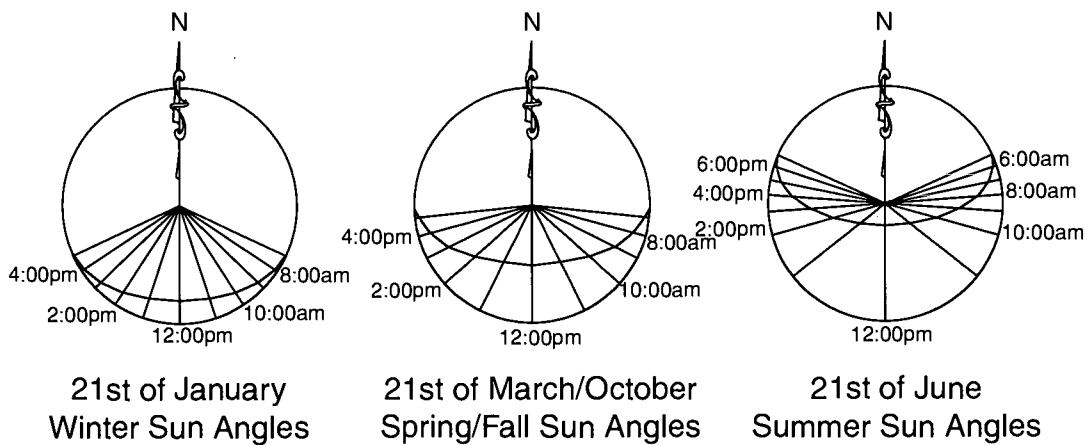 N
4:00pm
8:00am
2:00pm
10:00am
12:00pm
21st of January
Winter Sun Angles
N
4:00pm
8:00am
2:00pm
10:00am
12:00pm
21st of March/October
Spring/Fall Sun Angles
N
6:00pm
6:00am
4:00pm
8:00am
2:00pm
10:00am
12:00pm
21st of June
Summer Sun Angles